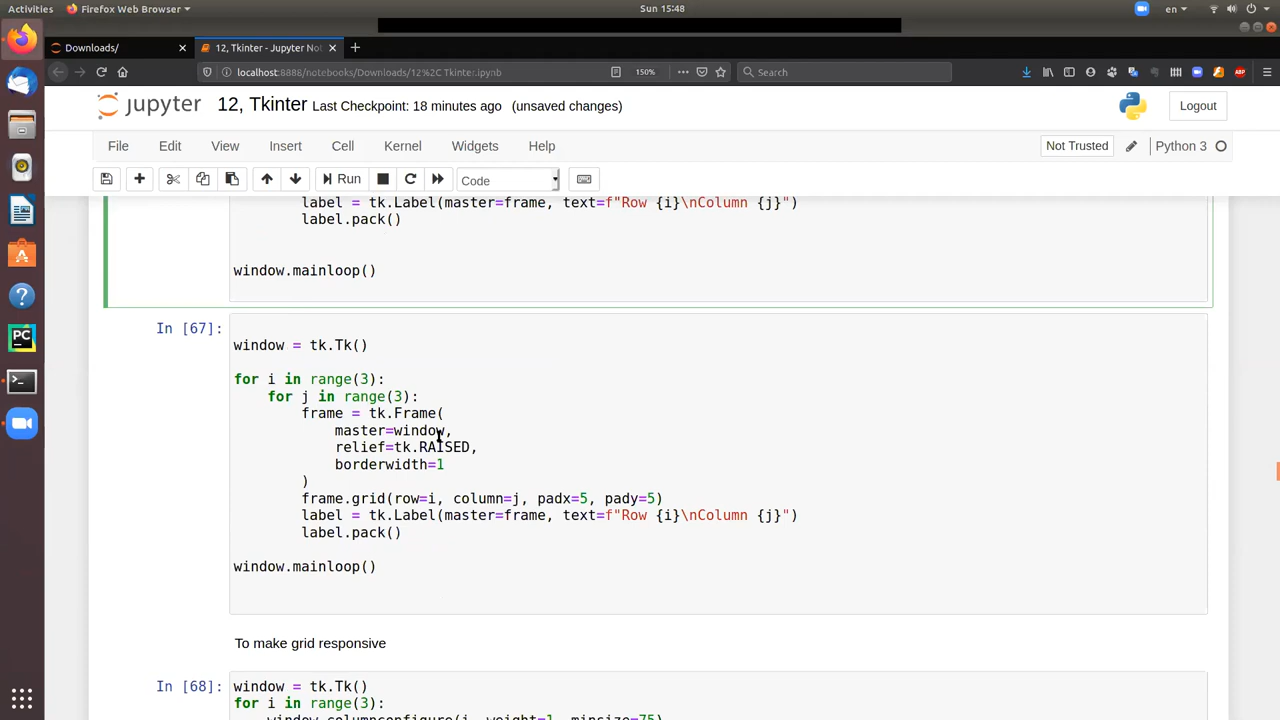 Activities Firefox Web Browser Sun 15:48 en
Downloads/ 12, Tkinter - Jupyter No
localhost:8888/notebooks/Downloads/12%2C Tkinter.ipynb 150% Search
jupyter 12, Tkinter Last Checkpoint: 18 minutes ago (unsaved changes) Logout
File Edit View Insert Cell Kernel Widgets Help Not Trusted Python 3
Run Code
label = tk.Label(master=frame, text=f"Row {i}\nColumn {j}")
label.pack()
window.mainloop()
In [67]:
window = tk.Tk()
for i in range(3):
for j in range(3):
frame = tk.Frame(
master=window,
relief=tk.RAISED,
borderwidth=1
)
frame.grid(row=i, column=j, padx=5, pady=5)
label = tk.Label(master=frame, text=f"Row {i}\nColumn {j}")
label.pack()
window.mainloop()
To make grid responsive
In [68]: window = tk.Tk()
for i in range(3):
window.columnconfigure(i, weight=1, minsize=75)